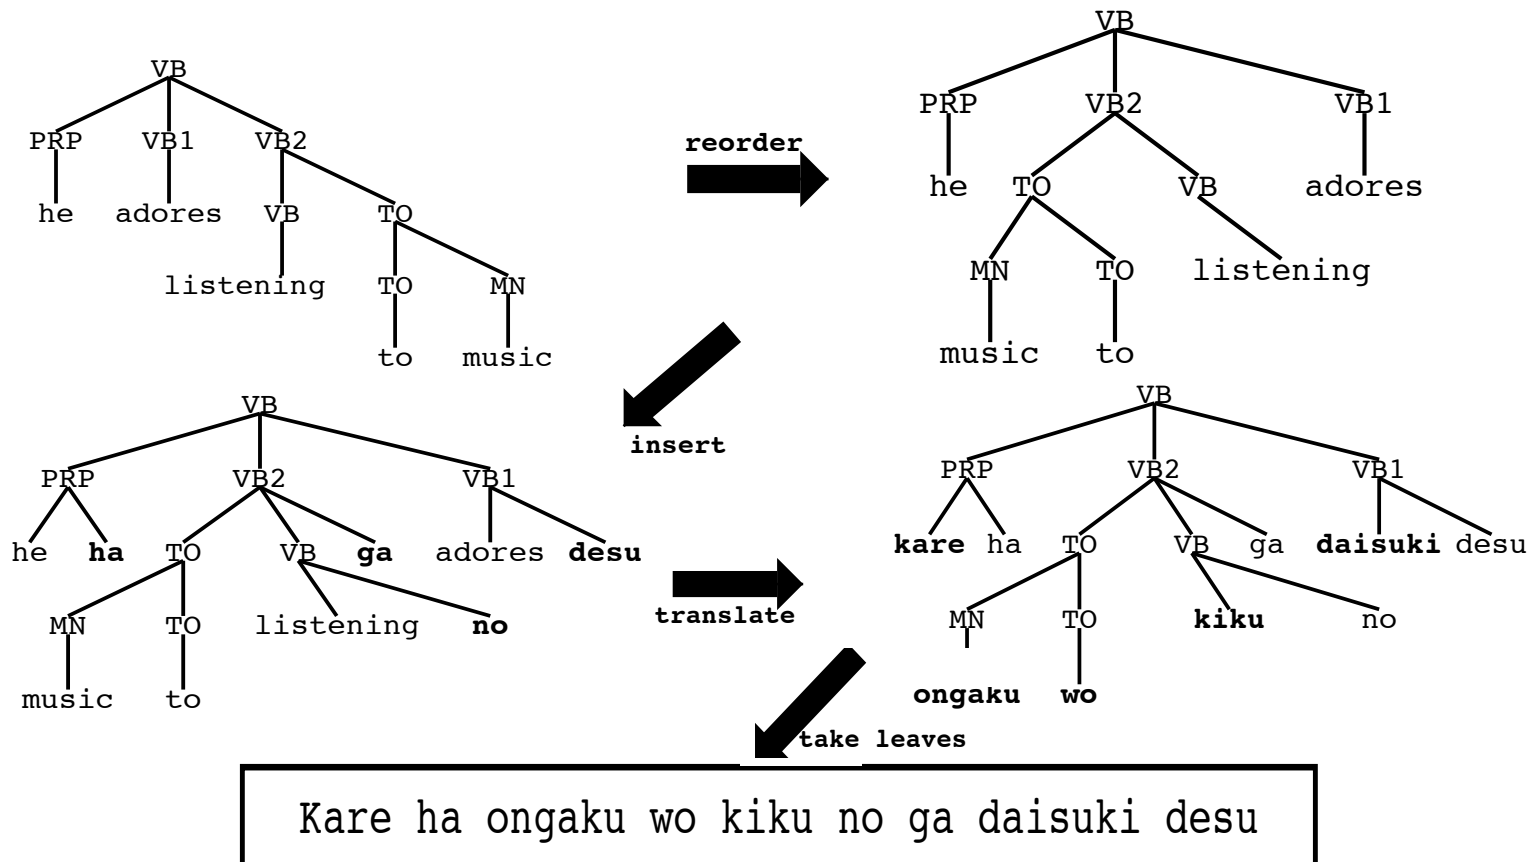 VB
PRP VB1 VB2
he adores VB TO
listening TO MN
to music
reorder
VB
PRP VB2 VB1
he TO VB adores
MN TO listening
music to
insert
VB
PRP VB2 VB1
he ha TO VB ga adores desu
MN TO listening no
music to
translate
VB
PRP VB2 VB1
kare ha TO VB ga daisuki desu
MN TO kiku no
ongaku wo
take leaves
Kare ha ongaku wo kiku no ga daisuki desu